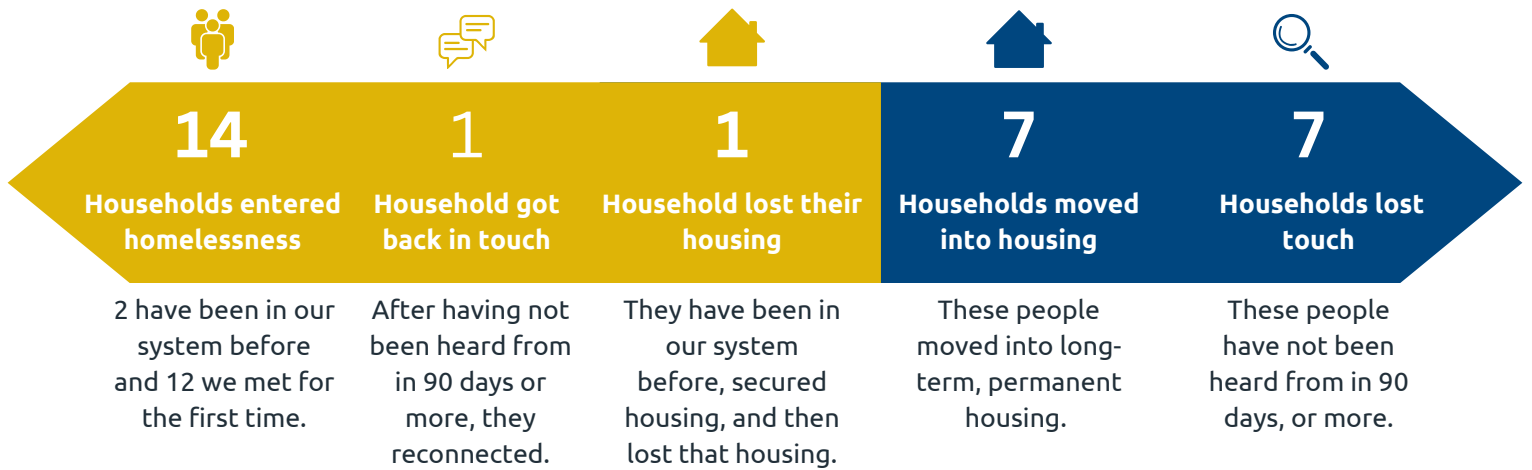 14
Households entered
homelessness
2 have been in our
system before
and 12 we met for
the first time.
1
Household got
back in touch
After having not
been heard from
in 90 days or
more, they
reconnected.
1
Household lost their
housing
They have been in
our system
before, secured
housing, and then
lost that housing.
7
Households moved
into housing
These people
moved into long-
term, permanent
housing.
7
Households lost
touch
These people
have not been
heard from in 90
days, or more.